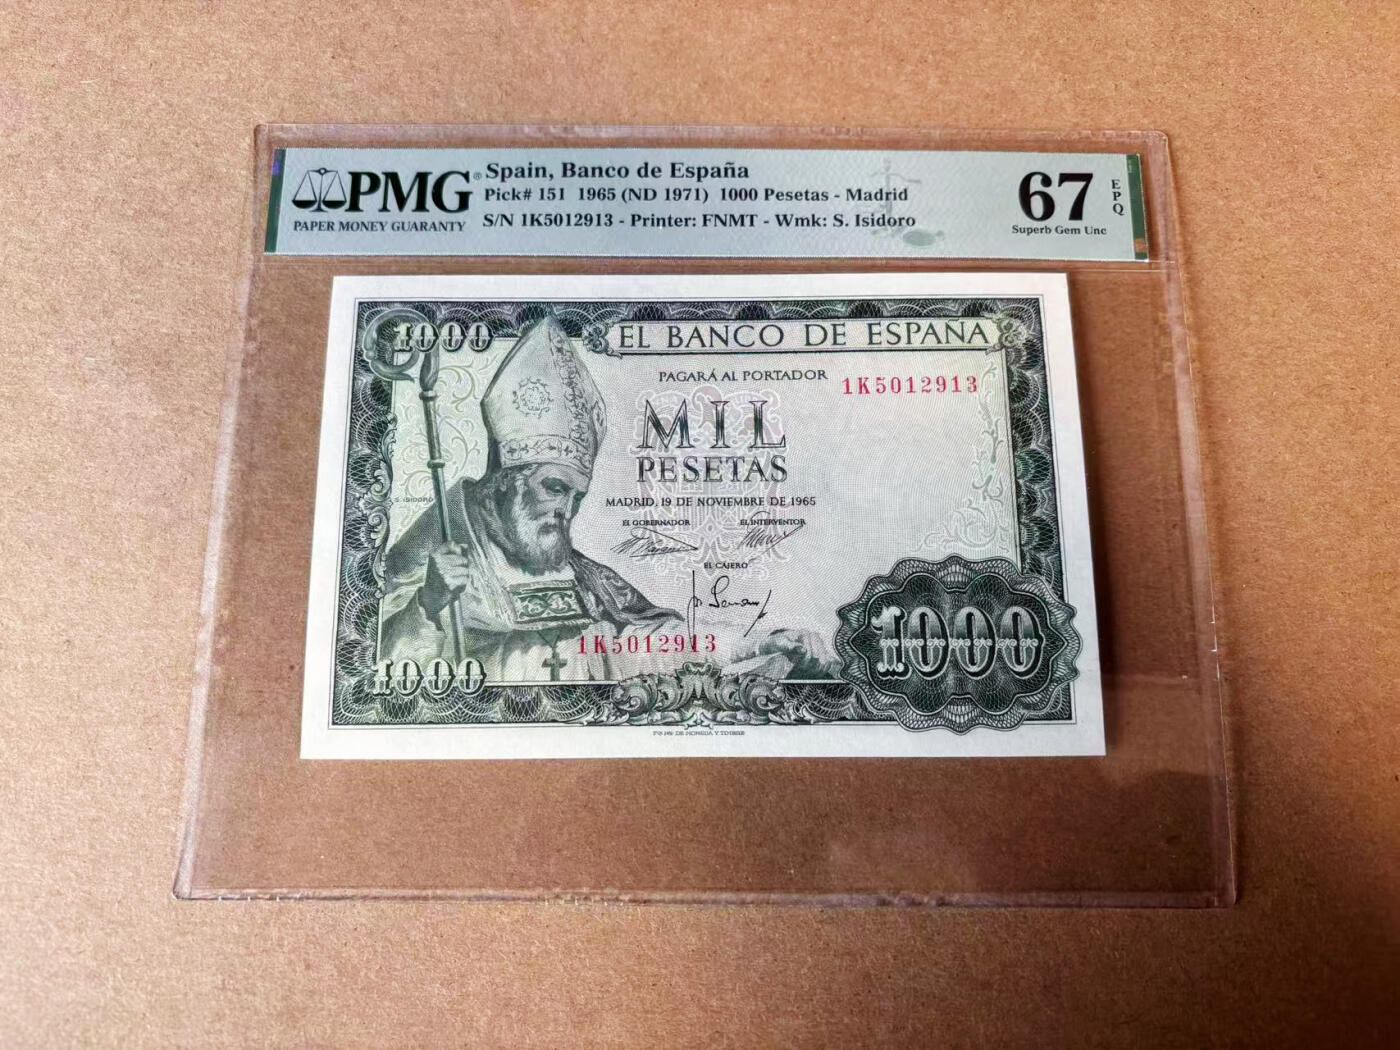 PMG®
PAPER MONEY GUARANTY
Spain, Banco de España
Pick# 151 1965 (ND 1971) 1000 Pesetas - Madrid
S/N 1K5012913 - Printer: FNMT - Wmk: S. Isidoro
67
EPQ
Superb Gem Unc
1000
EL BANCO DE ESPAÑA
PAGARÁ AL PORTADOR
1K5012913
MIL
PESETAS
S. ISIDORO
MADRID, 19 DE NOVIEMBRE DE 1965
EL GOBERNADOR
EL INTERVENTOR
EL CAJERO
1K5012913
1000
1000